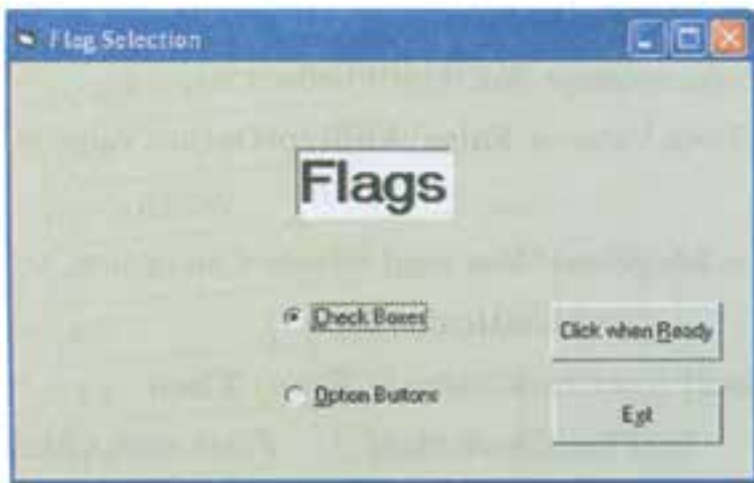 Flag Selection
Flags
Check Boxes
Click when Ready
Option Buttons
Exit